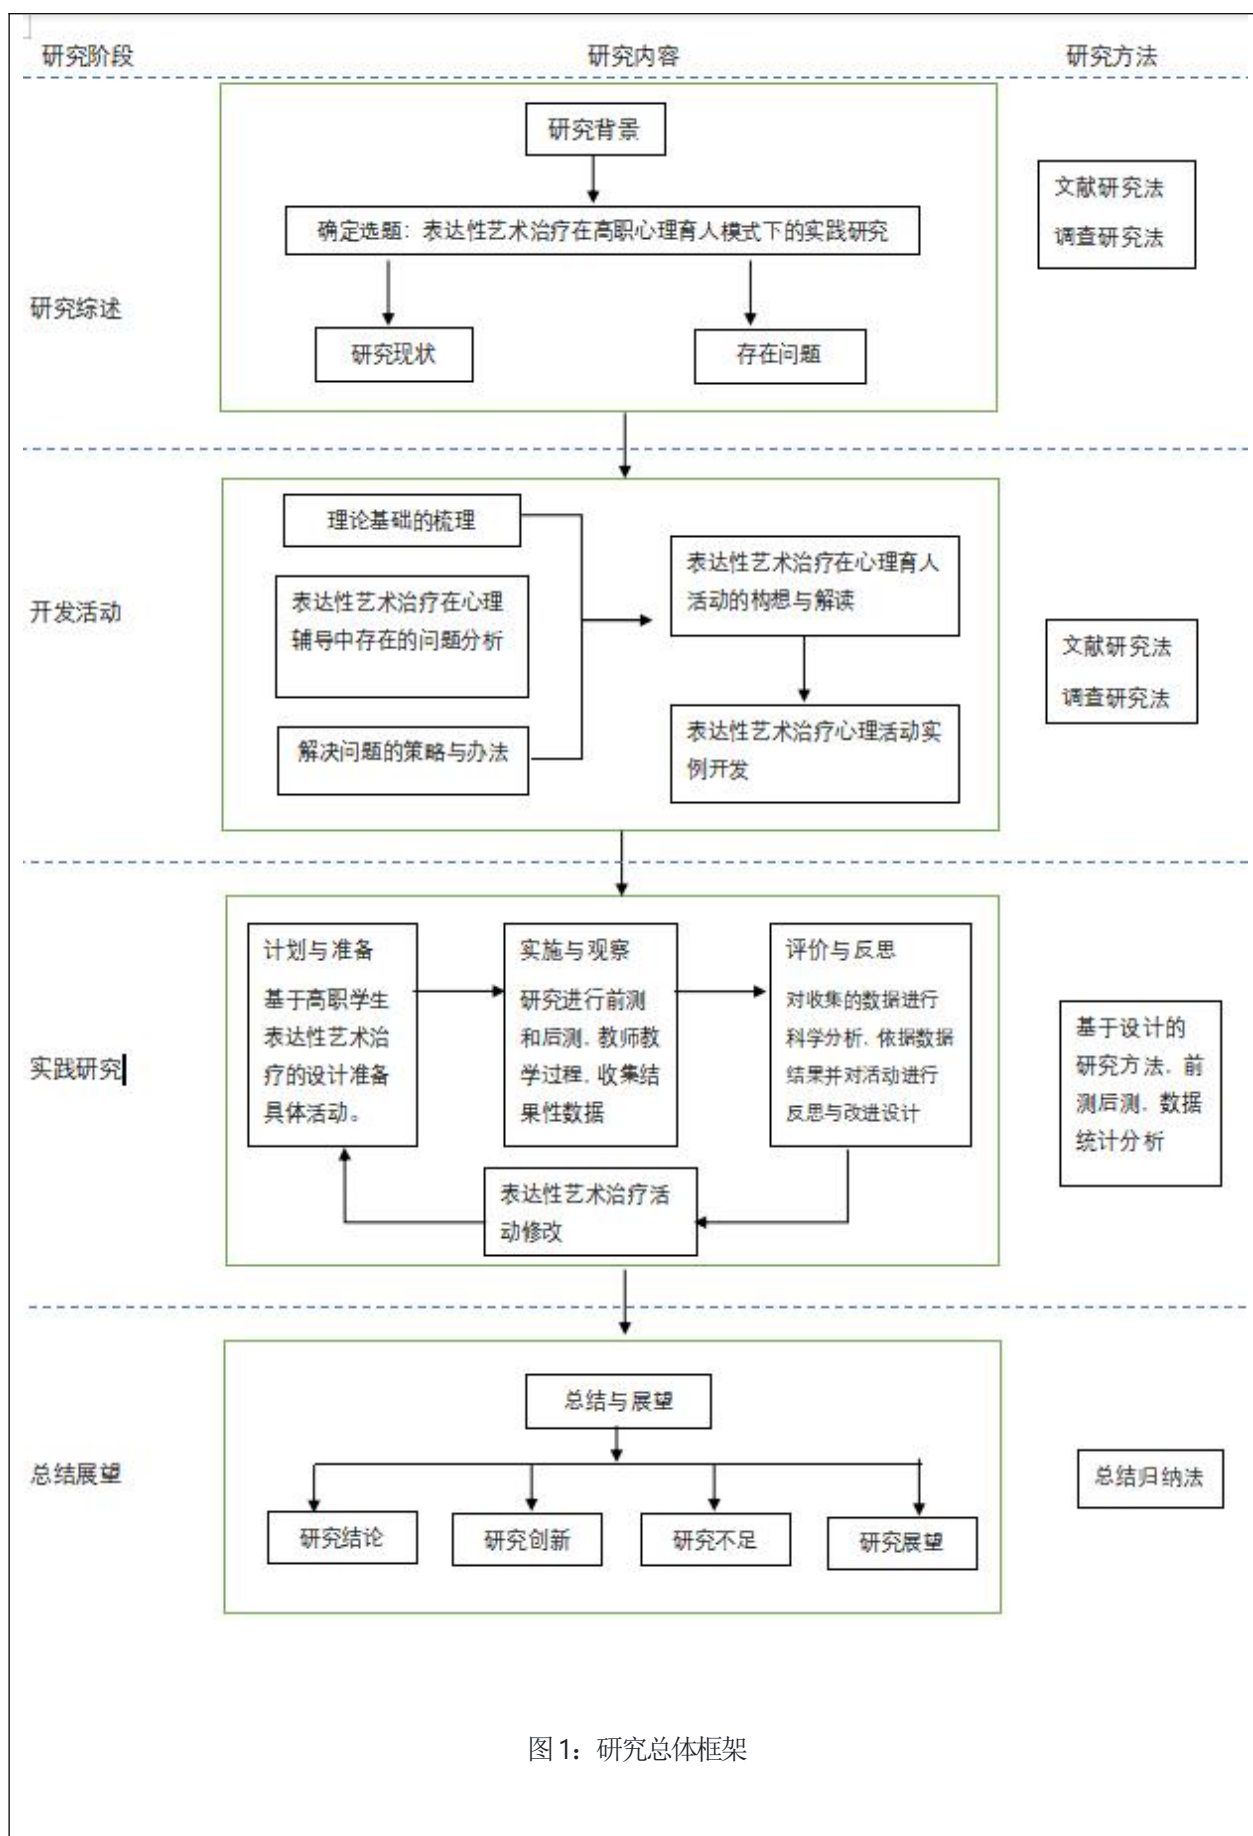 研究阶段
研究内容
研究方法
研究背景
确定选题：表达性艺术治疗在高职心理育人模式下的实践研究
研究现状
存在问题
研究综述
文献研究法
调查研究法
开发活动
理论基础的梳理
表达性艺术治疗在心理
辅导中存在的问题分析
解决问题的策略与办法
表达性艺术治疗在心理育人
活动的构想与解读
表达性艺术治疗心理活动实
例开发
文献研究法
调查研究法
实践研究
计划与准备
基于高职学生
表达性艺术治
疗的设计准备
具体活动。
实施与观察
研究进行前测
和后测，教师教
学过程，收集结
果性数据
评价与反思
对收集的数据进行
科学分析，依据数据
结果并对活动进行
反思与改进设计
表达性艺术治疗活
动修改
基于设计的
研究方法，前
测后测，数据
统计分析
总结展望
总结与展望
研究结论
研究创新
研究不足
研究展望
总结归纳法
图 1：研究总体框架